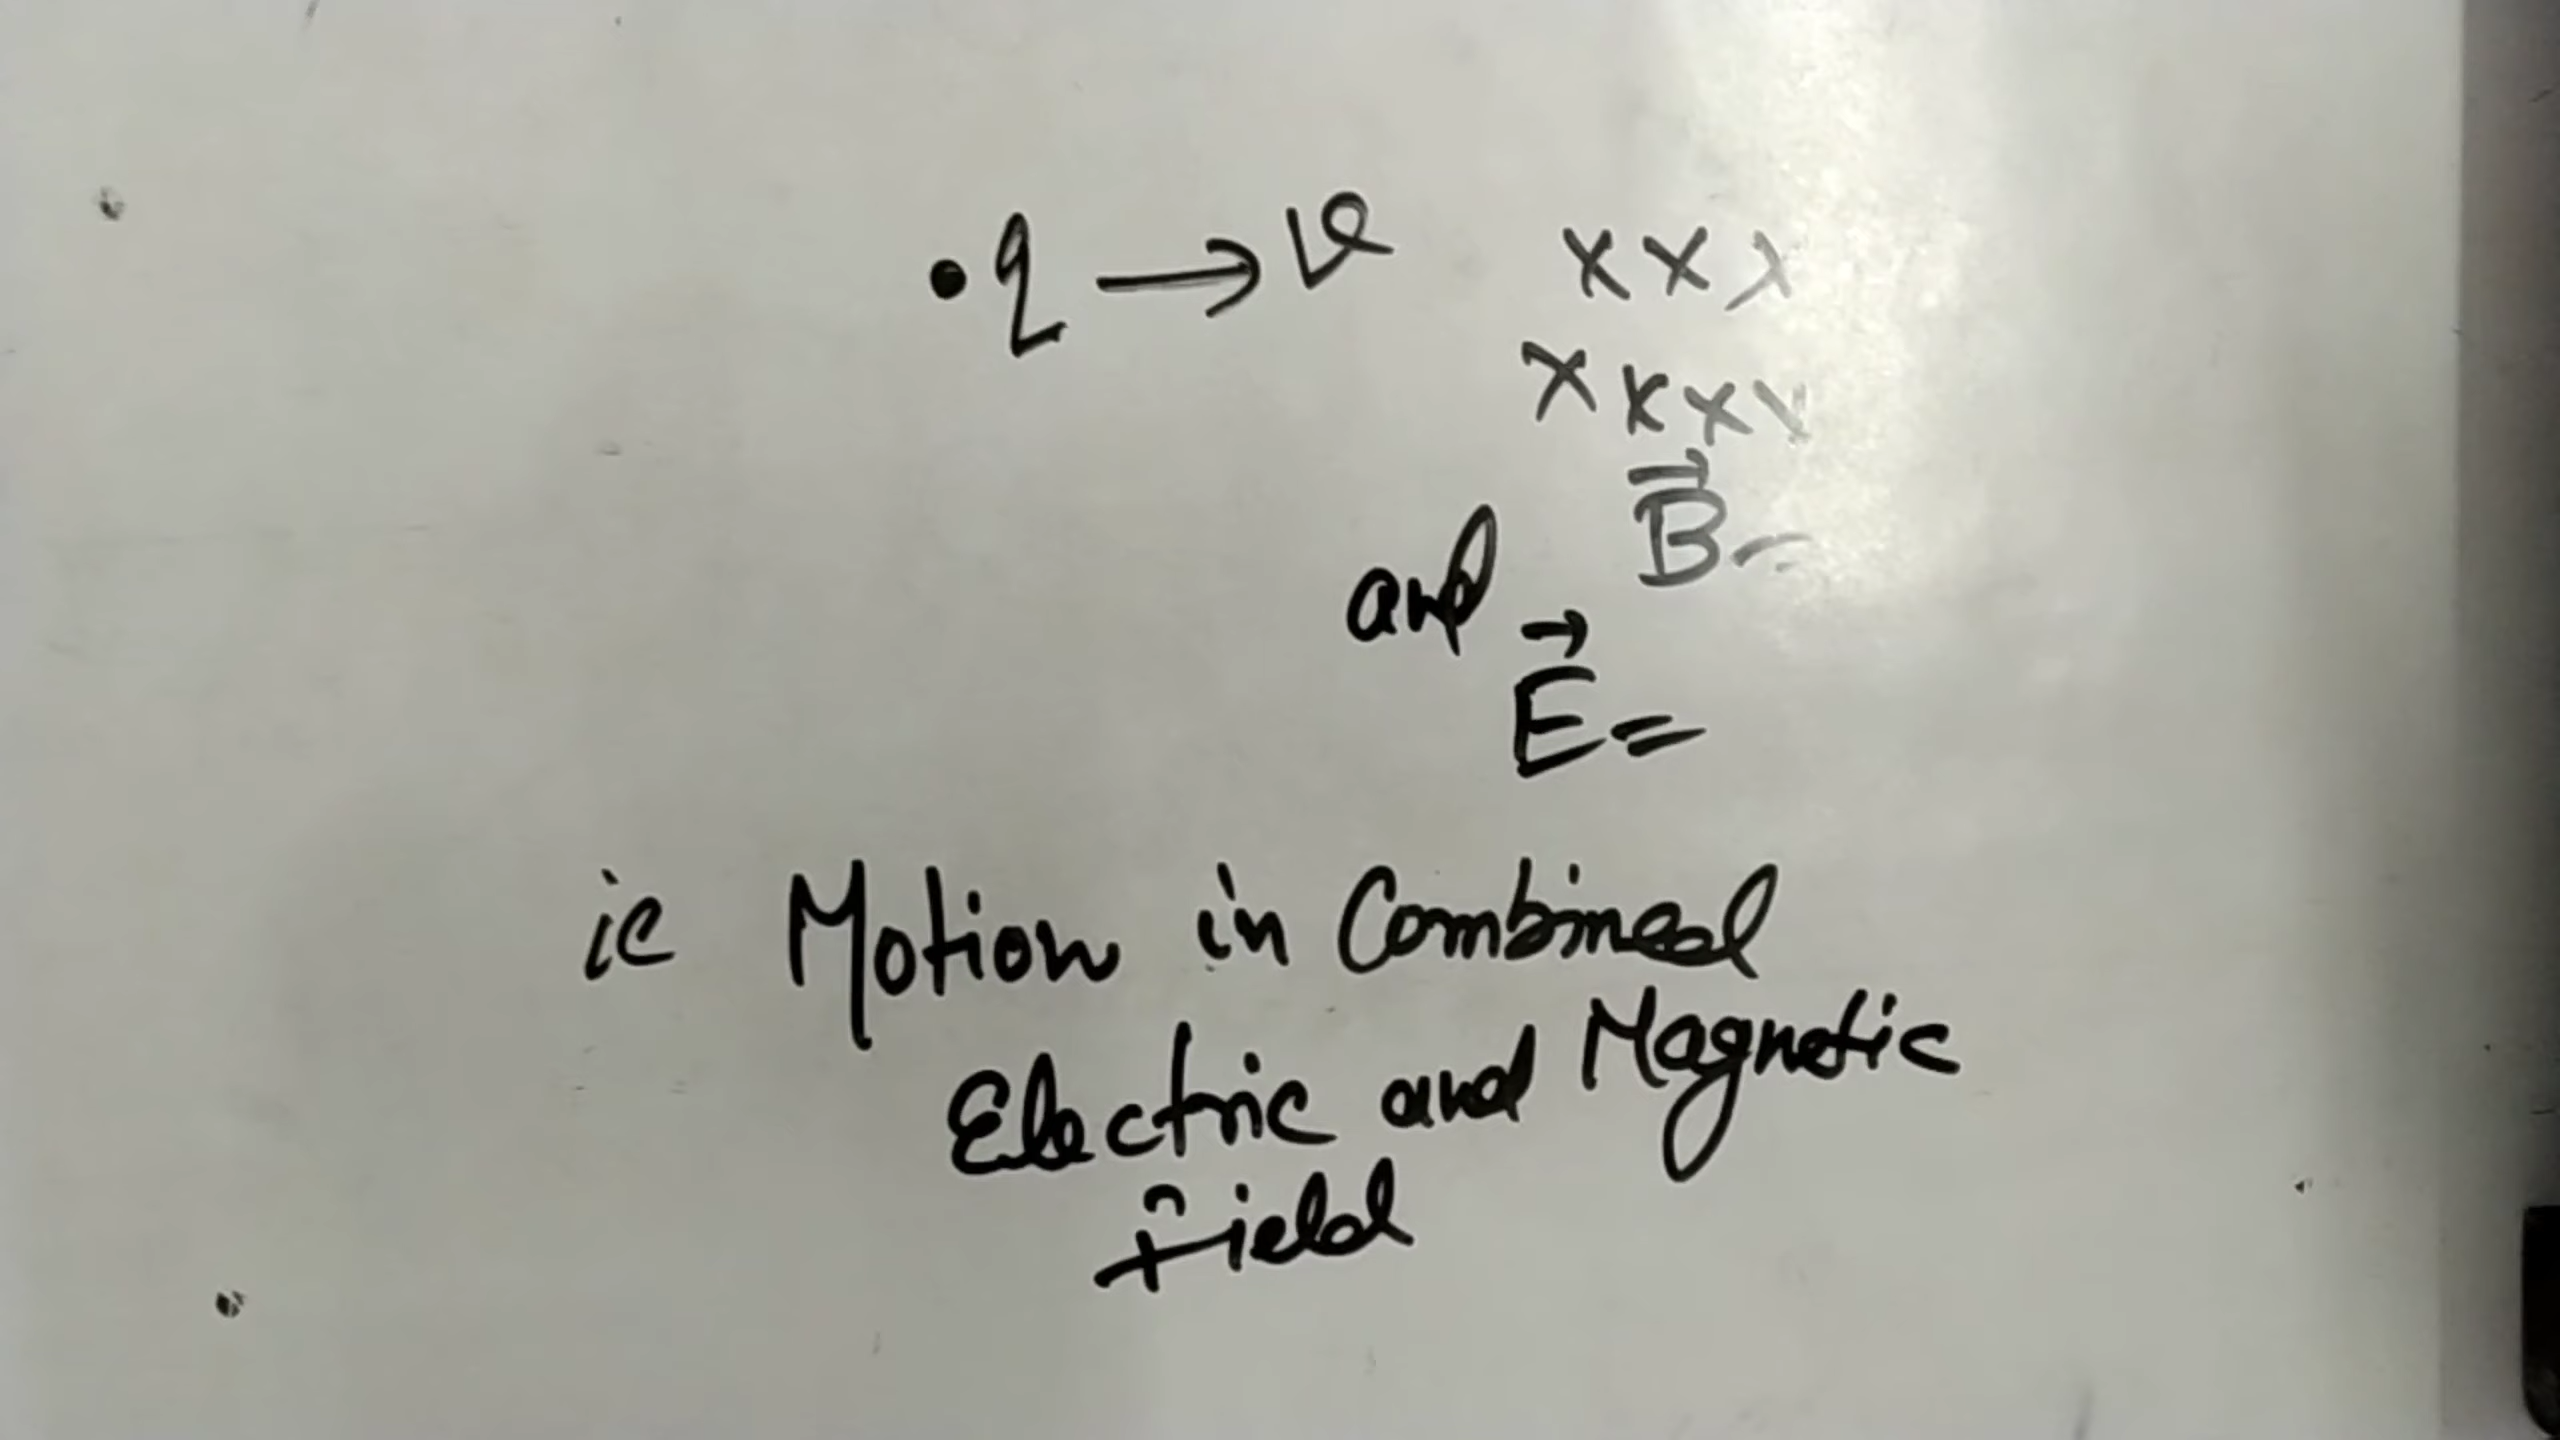 • q → v
x x x
x x x x
B⃗ =
and
E⃗ =
ie Motion in Combined
Electric and Magnetic
Field